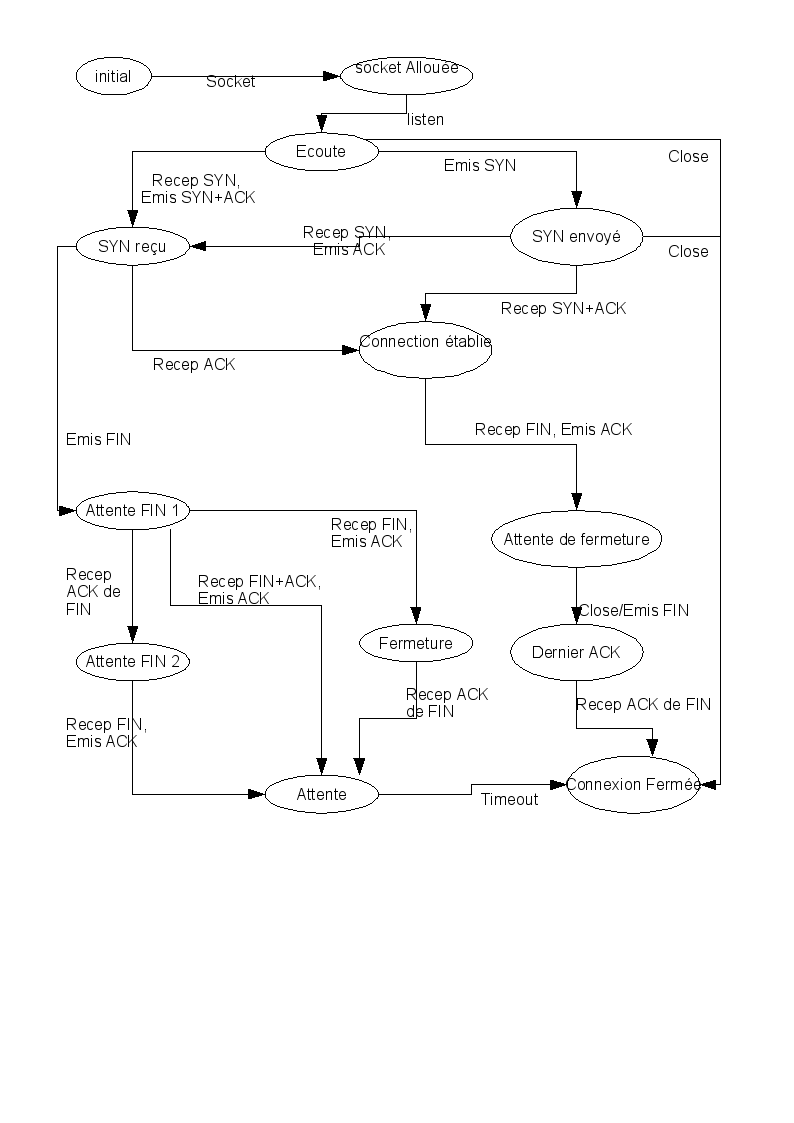 initial
socket Allouée
Socket
listen
Ecoute
Close
Emis SYN
Recep SYN,
Emis SYN+ACK
Recep SYN,
Emis ACK
SYN envoyé
SYN reçu
Close
Recep SYN+ACK
Connection établie
Recep ACK
Recep FIN, Emis ACK
Emis FIN
Attente FIN 1
Recep FIN,
Emis ACK
Attente de fermeture
Recep
ACK de
FIN
Recep FIN+ACK,
Emis ACK
Close/Emis FIN
Fermeture
Dernier ACK
Attente FIN 2
Recep ACK
de FIN
Recep ACK de FIN
Recep FIN,
Emis ACK
Attente
Timeout
Connexion Fermée